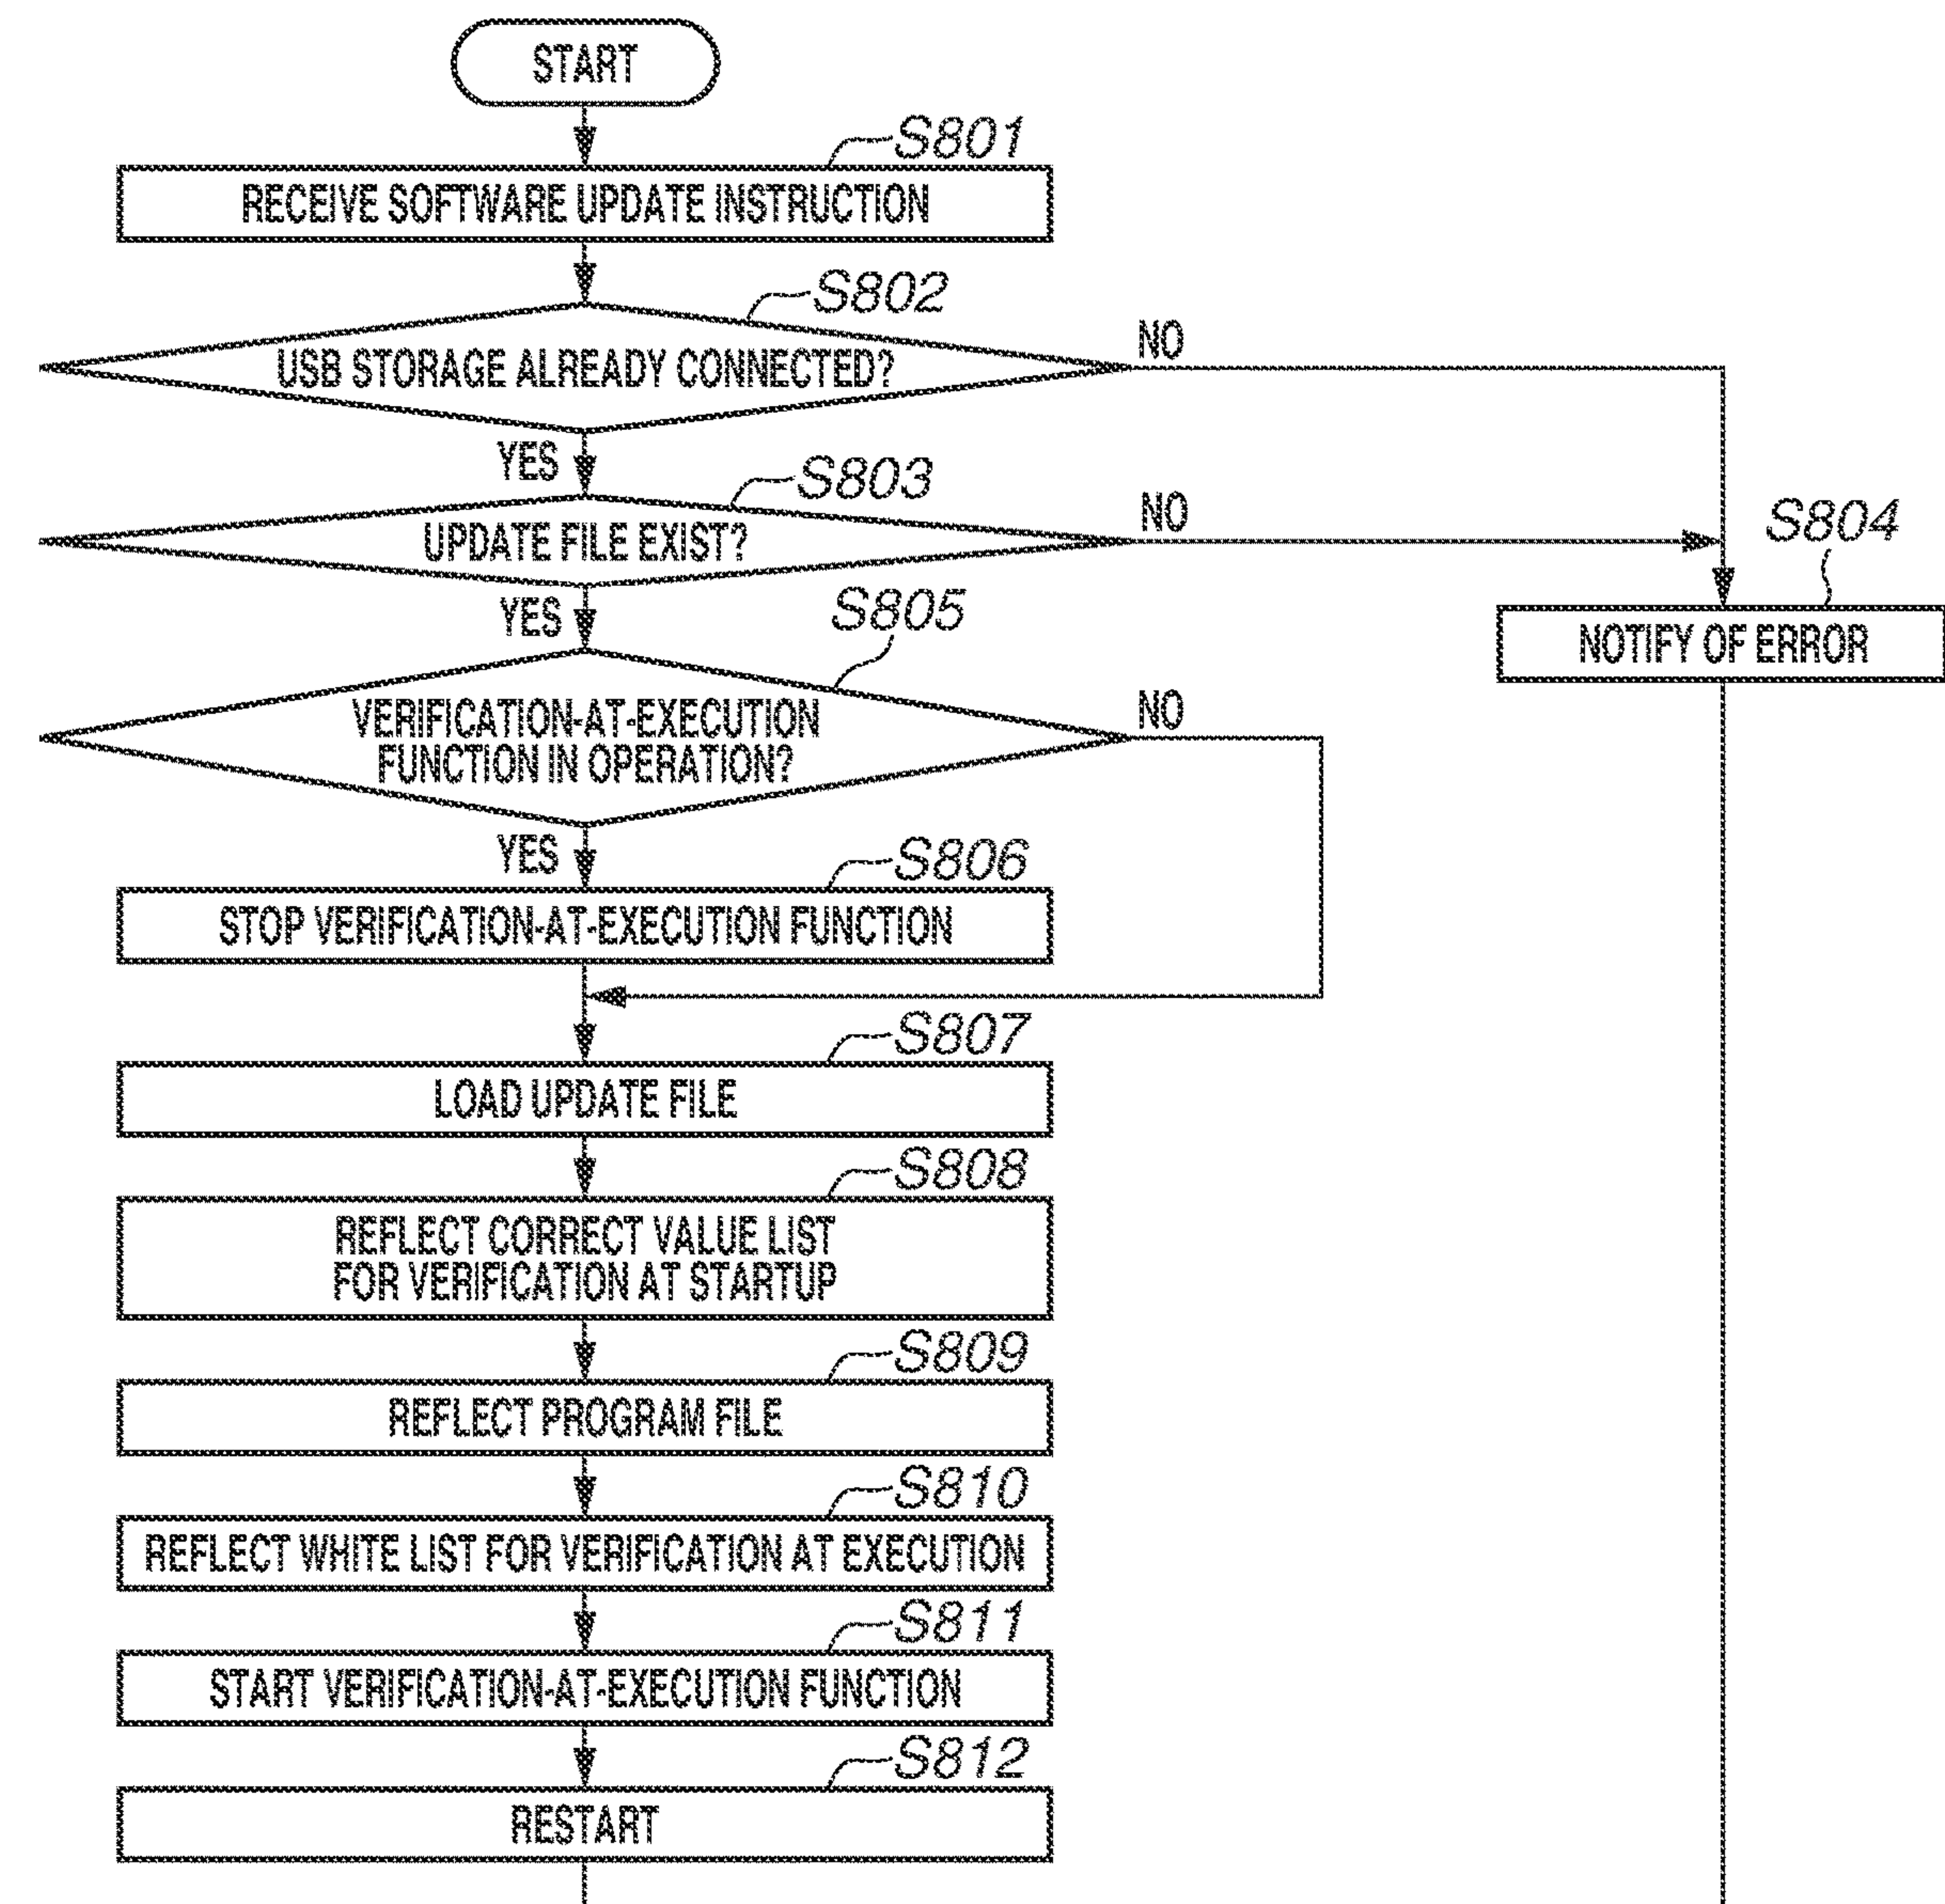 START
S801
RECEIVE SOFTWARE UPDATE INSTRUCTION
S802
USB STORAGE ALREADY CONNECTED?
NO
YES
S803
UPDATE FILE EXIST?
NO
S804
NOTIFY OF ERROR
YES
S805
VERIFICATION-AT-EXECUTION
FUNCTION IN OPERATION?
NO
YES
S806
STOP VERIFICATION-AT-EXECUTION FUNCTION
S807
LOAD UPDATE FILE
S808
REFLECT CORRECT VALUE LIST
FOR VERIFICATION AT STARTUP
S809
REFLECT PROGRAM FILE
S810
REFLECT WHITE LIST FOR VERIFICATION AT EXECUTION
S811
START VERIFICATION-AT-EXECUTION FUNCTION
S812
RESTART